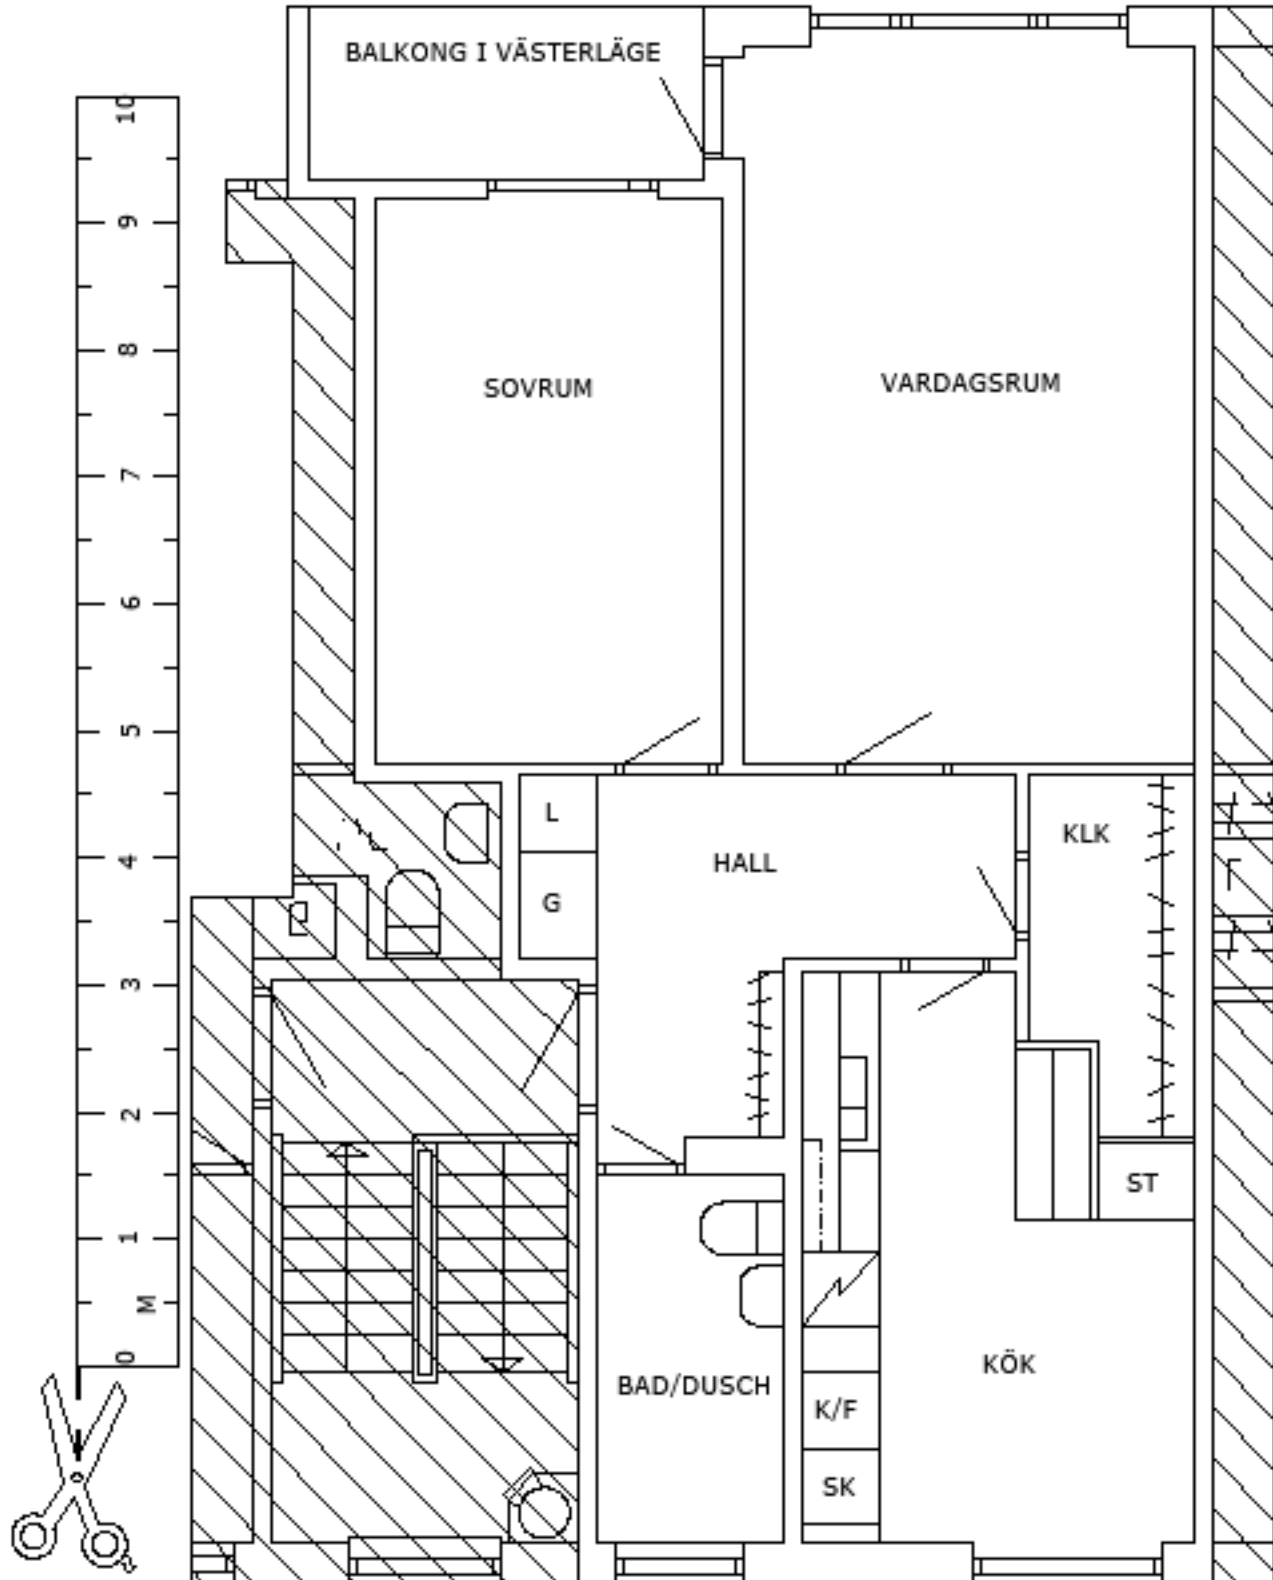 BALKONG I VÄSTERLÄGE
10
9
8
7
6
5
4
3
2
1
M
0
SOVRUM
VARDAGSRUM
L
G
HALL
KLK
ST
BAD/DUSCH
KÖK
K/F
SK